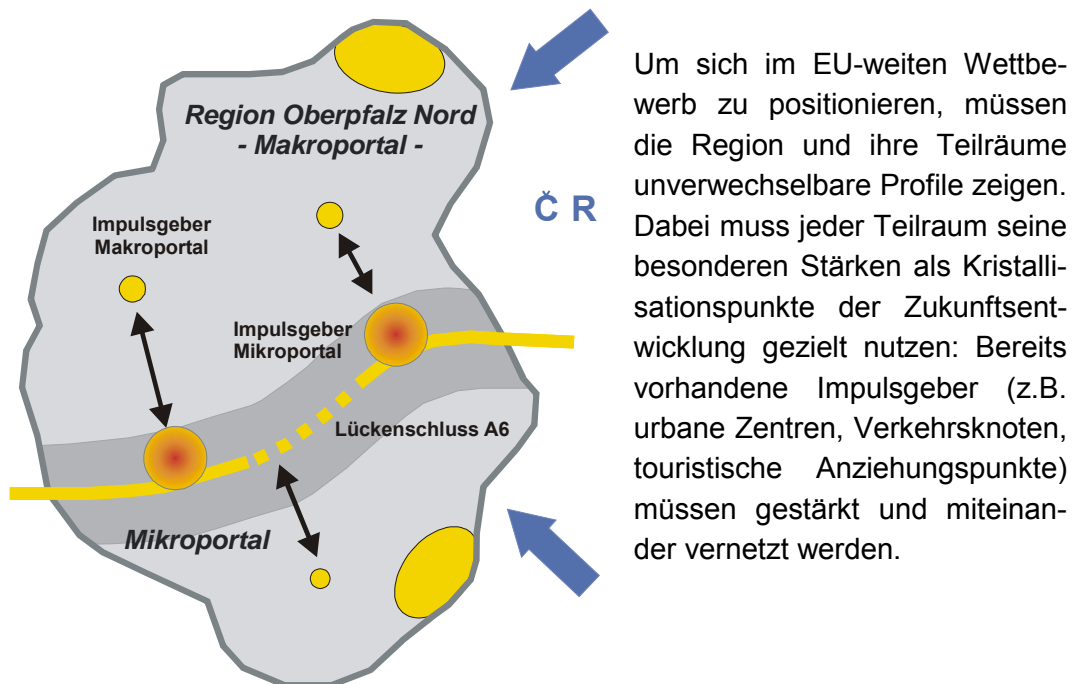 Region Oberpfalz Nord
- Makroportal -
Č R
Impulsgeber
Makroportal
Impulsgeber
Mikroportal
Lückenschluss A6
Mikroportal
Um sich im EU-weiten Wettbe-
werb zu positionieren, müssen
die Region und ihre Teilräume
unverwechselbare Profile zeigen.
Dabei muss jeder Teilraum seine
besonderen Stärken als Kristalli-
sationspunkte der Zukunftsent-
wicklung gezielt nutzen: Bereits
vorhandene Impulsgeber (z.B.
urbane Zentren, Verkehrsknoten,
touristische Anziehungspunkte)
müssen gestärkt und miteinan-
der vernetzt werden.